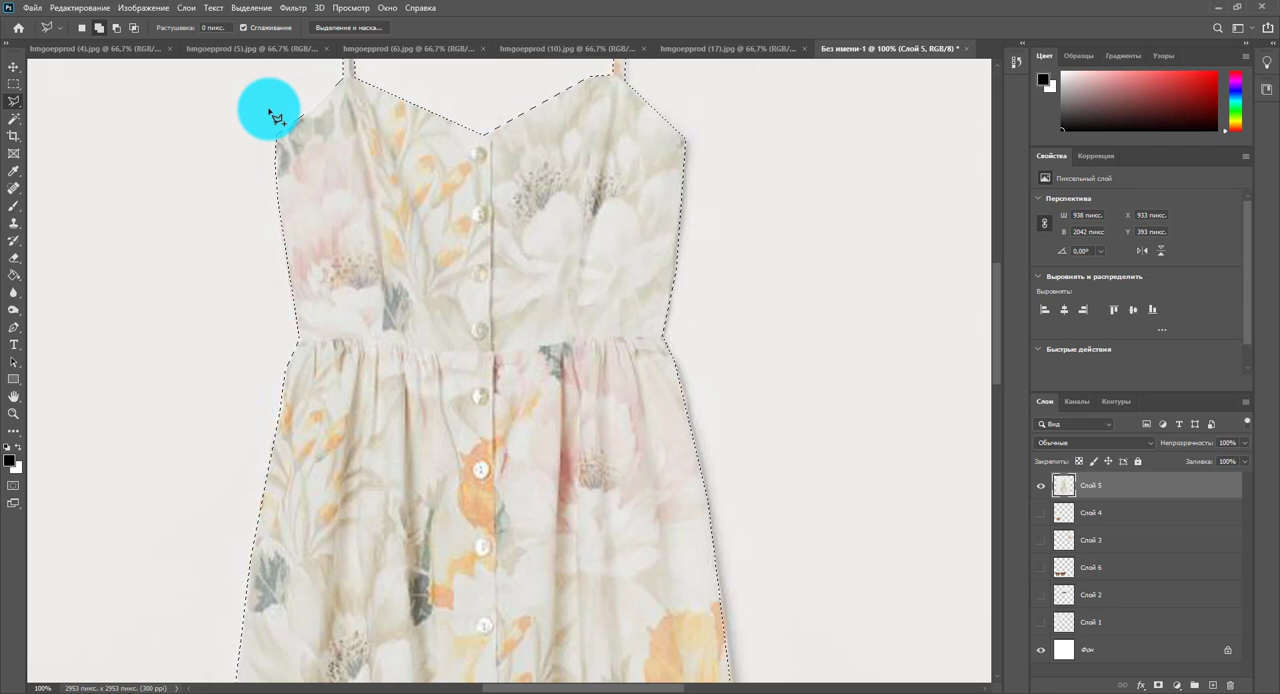 Ps Файл Редактирование Изображение Слои Текст Выделение Фильтр 3D Просмотр Окно Справка
Растушевка: 0 пикс. Сглаживание Выделение и маска...
hmgoepprod (4).jpg @ 66,7% (RGB/... × hmgoepprod (5).jpg @ 66,7% (RGB/... × hmgoepprod (6).jpg @ 66,7% (RGB/... × hmgoepprod (10).jpg @ 66,7% (RGB/... × hmgoepprod (17).jpg @ 66,7% (RGB/... × Без имени-1 @ 100% (Слой 5, RGB/8) * ×
Цвет Образцы Градиенты Узоры
Свойства Коррекция
Пиксельный слой
Перспектива
Ш 938 пикс. X 933 пикс.
В 2042 пикс Y 393 пикс.
0,00°
Выровнять и распределить
Выровнять:
...
Быстрые действия
Слои Каналы Контуры
Вид
Обычные Непрозрачность: 100%
Закрепить: Заливка: 100%
Слой 5
Слой 4
Слой 3
Слой 6
Слой 2
Слой 1
Фон
100% 2953 пикс. x 2953 пикс. (300 ppi)